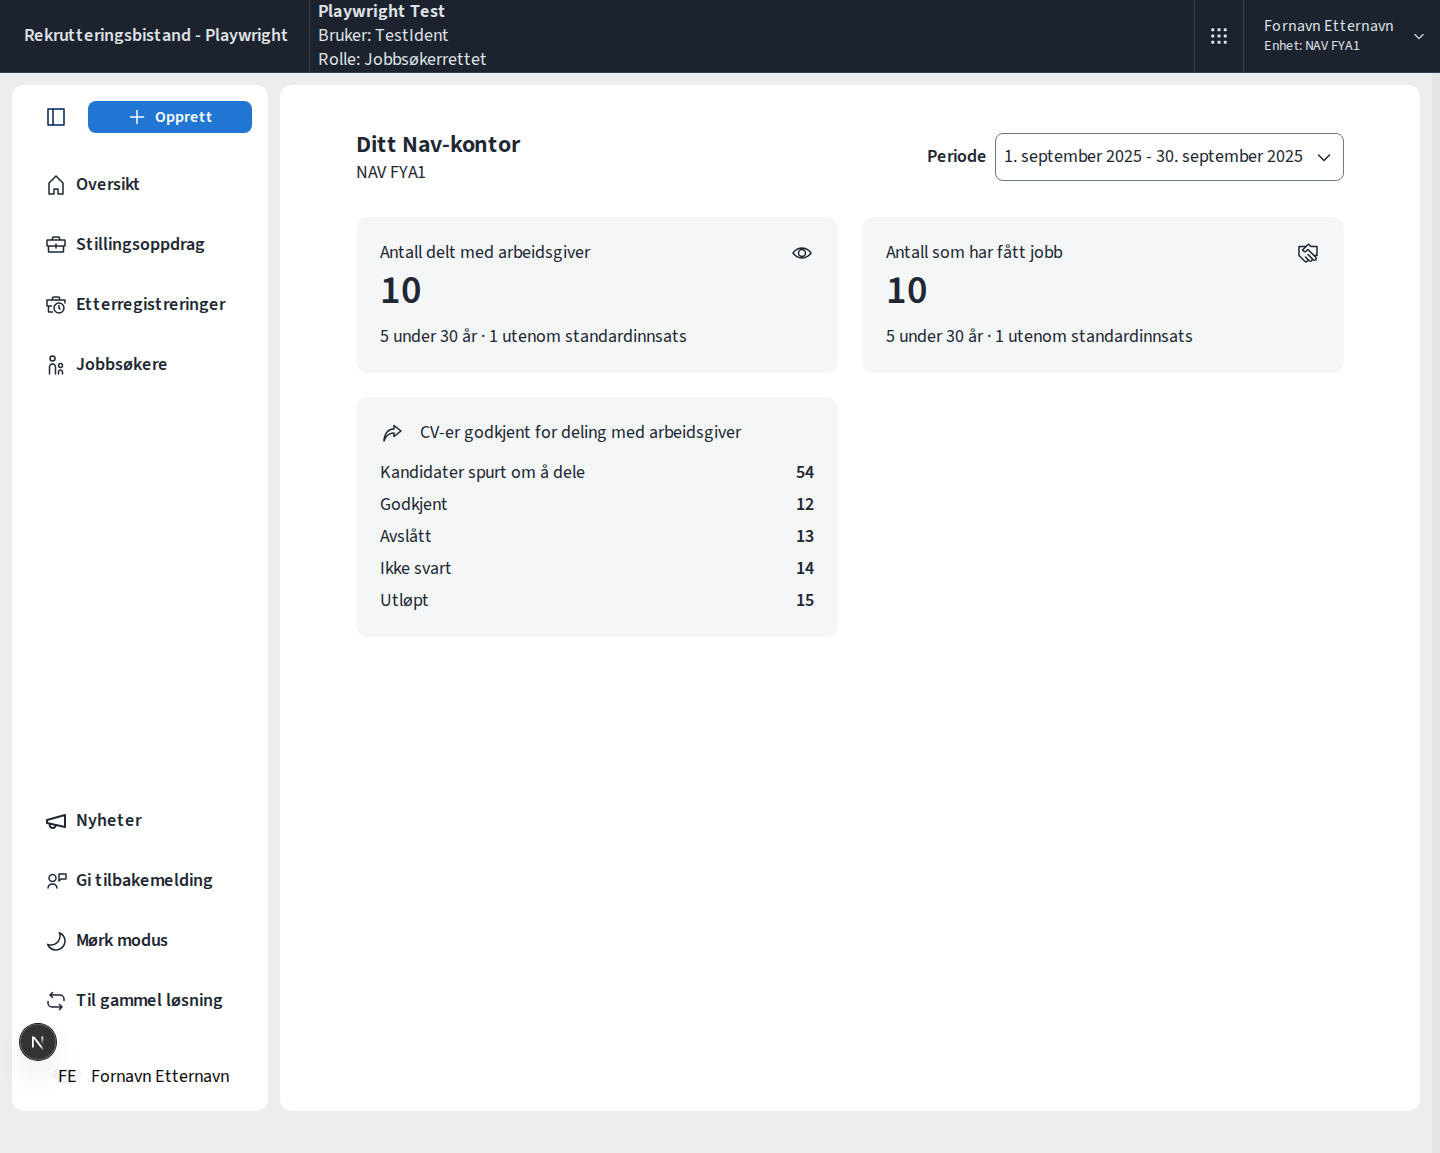 Rekrutteringsbistand - Playwright
Playwright Test
Bruker: TestIdent
Rolle: Jobbsøkerrettet
Fornavn Etternavn
Enhet: NAV FYA1
Opprett
Oversikt
Stillingsoppdrag
Etterregistreringer
Jobbsøkere
Nyheter
Gi tilbakemelding
Mørk modus
Til gammel løsning
N
FE Fornavn Etternavn
Ditt Nav-kontor
NAV FYA1
Periode 1. september 2025 - 30. september 2025
Antall delt med arbeidsgiver
10
5 under 30 år · 1 utenom standardinnsats
Antall som har fått jobb
10
5 under 30 år · 1 utenom standardinnsats
CV-er godkjent for deling med arbeidsgiver
Kandidater spurt om å dele 54
Godkjent 12
Avslått 13
Ikke svart 14
Utløpt 15